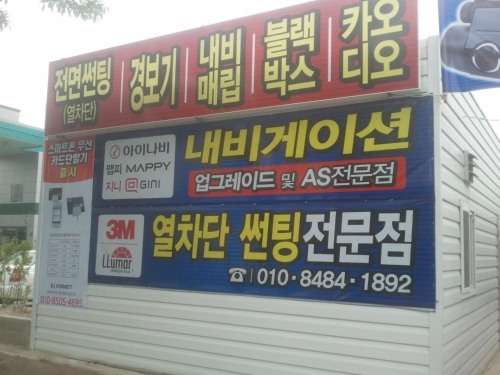 전면썬팅
(열차단)
경보기
내비
매립
블랙
박스
카오
디오
스마트폰 무선
카드단말기
출시
010-8505-4695
아이나비
맵피 MAPPY
지니 GINI
내비게이션
업그레이드 및 AS전문점
3M
LLumar
열차단 썬팅전문점
☎ 010·8484·1892